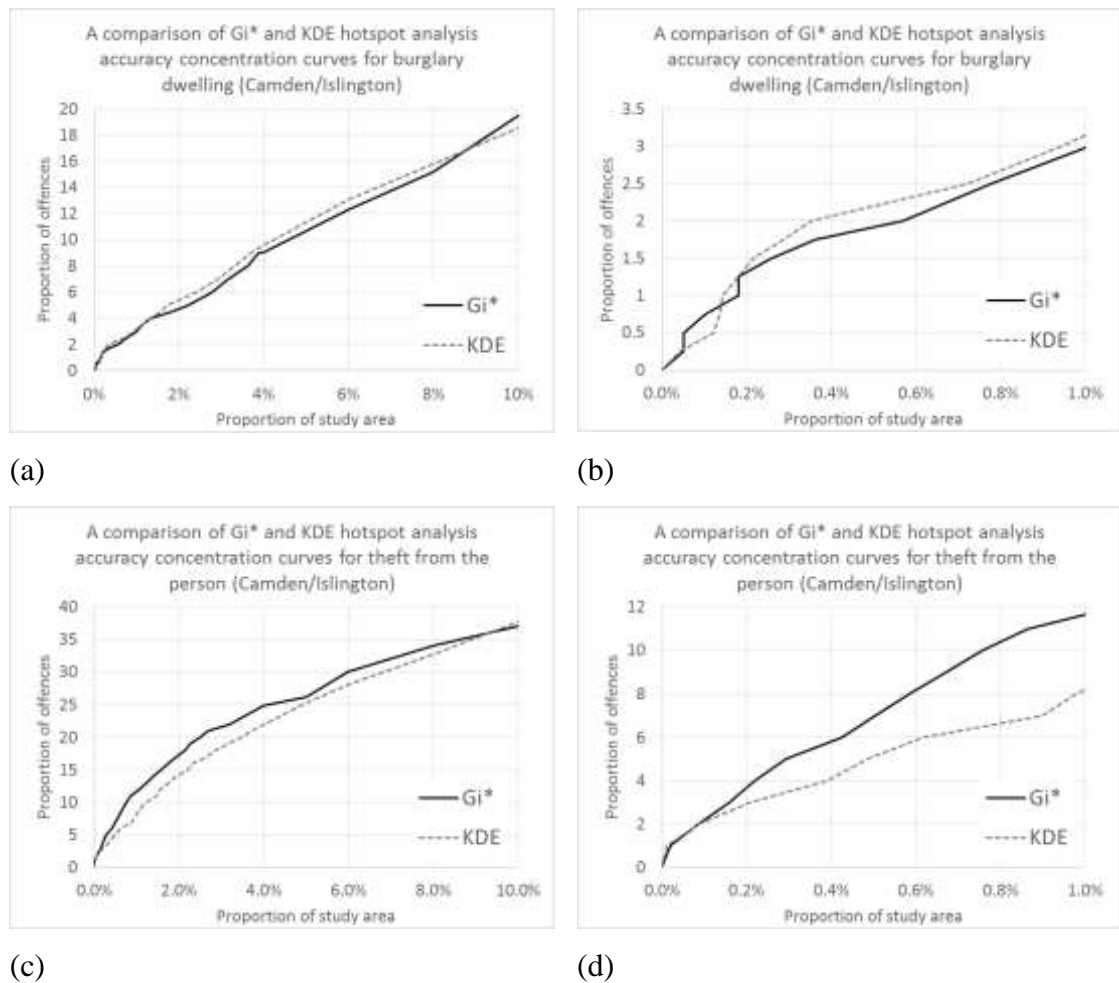 A comparison of Gi* and KDE hotspot analysis
accuracy concentration curves for burglary
dwelling (Camden/Islington)
20
18
16
14
12
10
8
6
4
2
0
Proportion of offences
Gi*
KDE
0%
2%
4%
6%
8%
10%
Proportion of study area
(a)
A comparison of Gi* and KDE hotspot analysis
accuracy concentration curves for burglary
dwelling (Camden/Islington)
3.5
3
2.5
2
1.5
1
0.5
0
Proportion of offences
Gi*
KDE
0.0%
0.2%
0.4%
0.6%
0.8%
1.0%
Proportion of study area
(b)
A comparison of Gi* and KDE hotspot analysis
accuracy concentration curves for theft from the
person (Camden/Islington)
40
35
30
25
20
15
10
5
0
Proportion of offences
Gi*
KDE
0.0%
2.0%
4.0%
6.0%
8.0%
10.0%
Proportion of study area
(c)
A comparison of Gi* and KDE hotspot analysis
accuracy concentration curves for theft from the
person (Camden/Islington)
12
10
8
6
4
2
0
Proportion of offences
Gi*
KDE
0.0%
0.2%
0.4%
0.6%
0.8%
1.0%
Proportion of study area
(d)